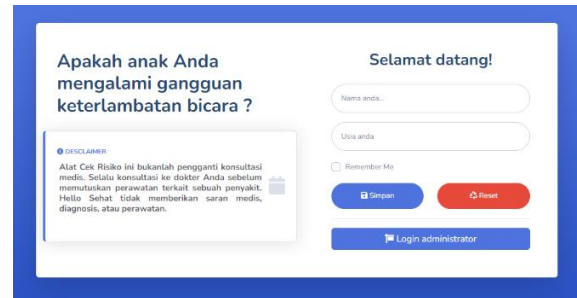 Apakah anak Anda
mengalami gangguan
keterlambatan bicara ?
DESCLAIMER
Alat Cek Risiko ini bukanlah pengganti konsultasi
medis. Selalu konsultasi ke dokter Anda sebelum
memutuskan perawatan terkait sebuah penyakit.
Hello Sehat tidak memberikan saran medis,
diagnosis, atau perawatan.
Selamat datang!
Nama anda...
Usia anda
Remember Me
Simpan
Reset
Login administrator